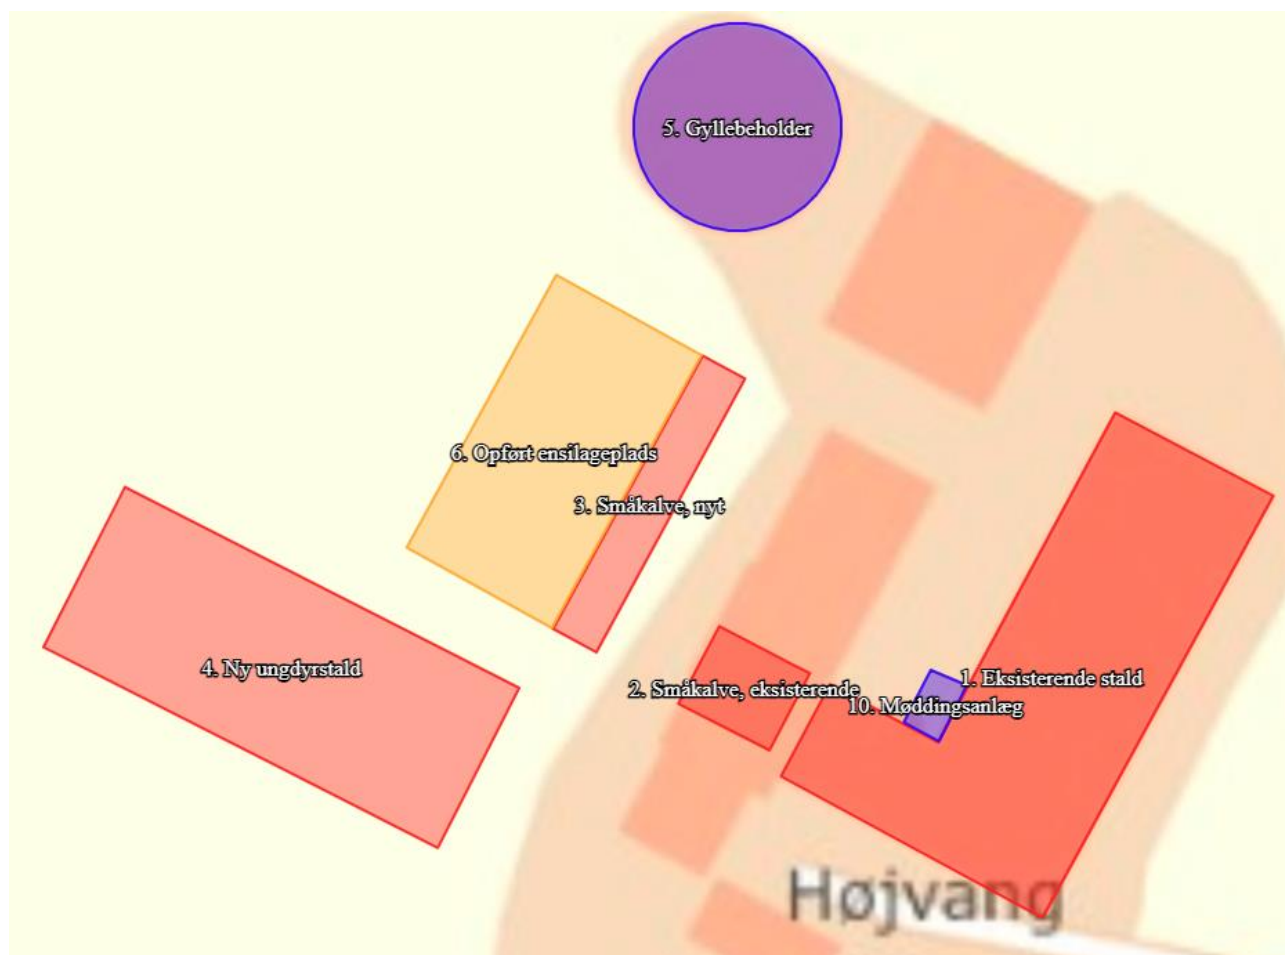 5. Gyllebeholder
6. Opført ensilageplads
3. Småkalve, nyt
4. Ny ungdyrstald
2. Småkalve, eksisterende
1. Eksisterende stald
10. Møddingsanlæg
Højvang